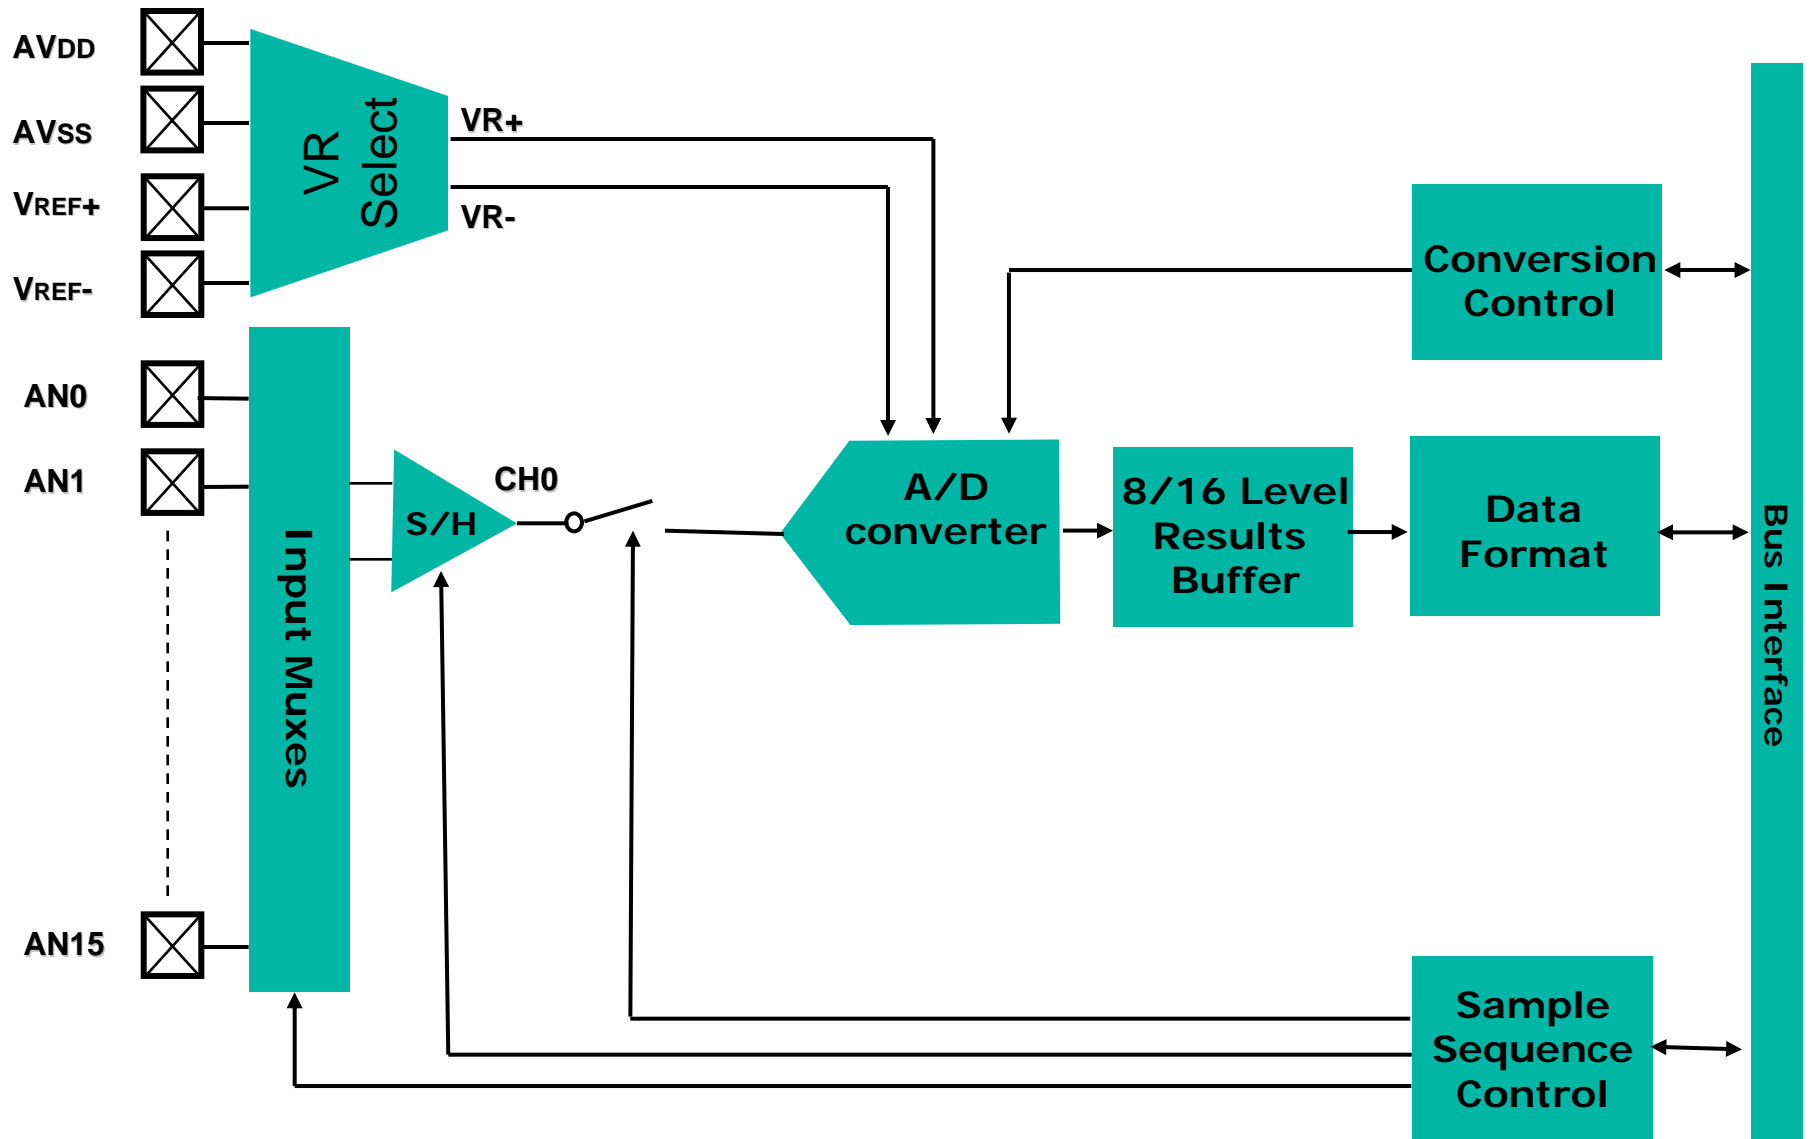 AVDD
AVSS
VREF+
VREF-
VR
Select
VR+
VR-
AN0
AN1
AN15
Input Muxes
S/H
CH0
A/D
converter
8/16 Level
Results
Buffer
Conversion
Control
Data
Format
Sample
Sequence
Control
Bus Interface